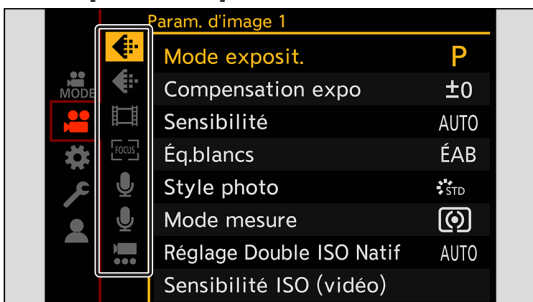 Param. d'image 1
Mode exposit. P
MODE
Compensation expo ±0
Sensibilité AUTO
FOCUS
Éq.blancs ÉAB
Style photo STD
Mode mesure
Réglage Double ISO Natif AUTO
Sensibilité ISO (vidéo)